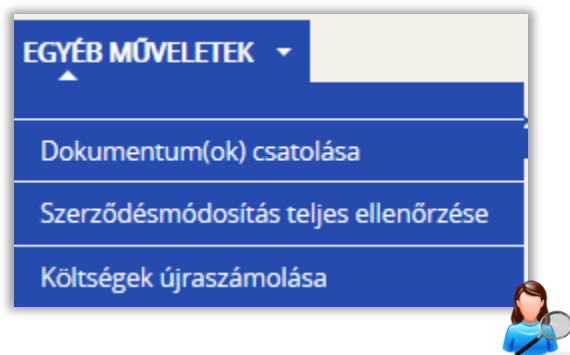 EGYÉB MŰVELETEK
Dokumentum(ok) csatolása
Szerződésmódosítás teljes ellenőrzése
Költségek újraszámolása